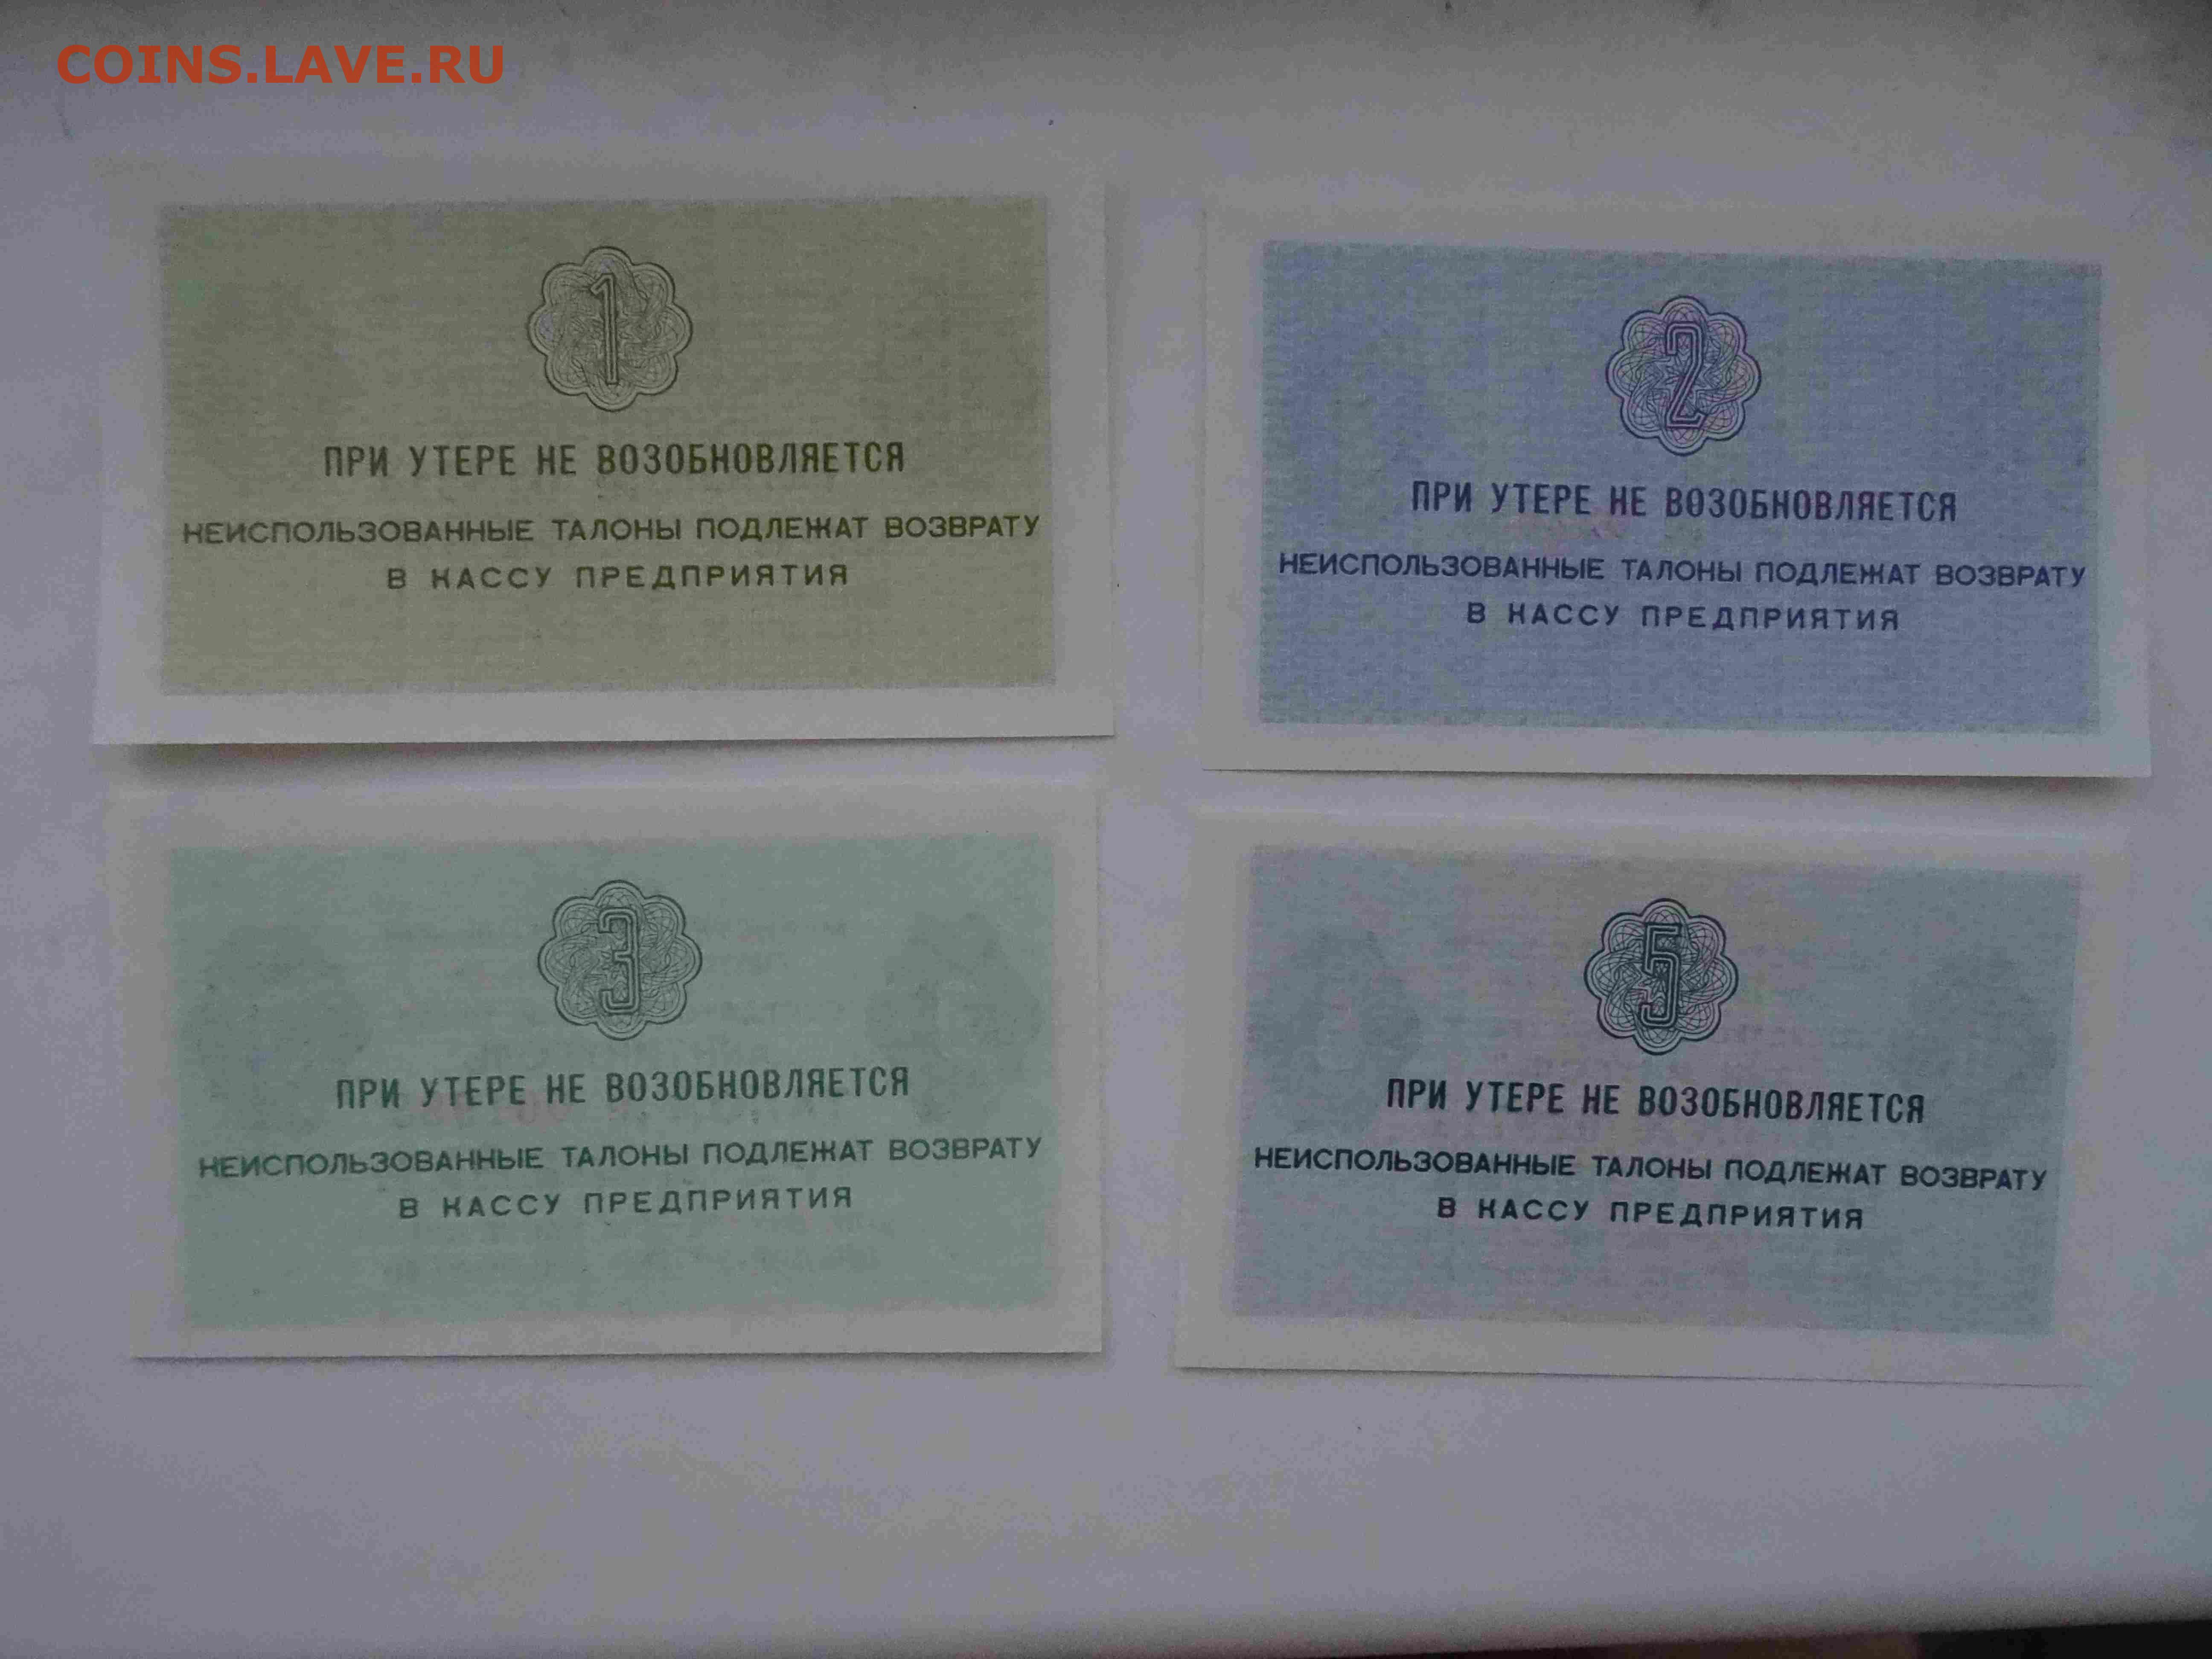 COINS.LAVE.RU
1
ПРИ УТЕРЕ НЕ ВОЗОБНОВЛЯЕТСЯ
НЕИСПОЛЬЗОВАННЫЕ ТАЛОНЫ ПОДЛЕЖАТ ВОЗВРАТУ
В КАССУ ПРЕДПРИЯТИЯ
2
ПРИ УТЕРЕ НЕ ВОЗОБНОВЛЯЕТСЯ
НЕИСПОЛЬЗОВАННЫЕ ТАЛОНЫ ПОДЛЕЖАТ ВОЗВРАТУ
В КАССУ ПРЕДПРИЯТИЯ
3
ПРИ УТЕРЕ НЕ ВОЗОБНОВЛЯЕТСЯ
НЕИСПОЛЬЗОВАННЫЕ ТАЛОНЫ ПОДЛЕЖАТ ВОЗВРАТУ
В КАССУ ПРЕДПРИЯТИЯ
5
ПРИ УТЕРЕ НЕ ВОЗОБНОВЛЯЕТСЯ
НЕИСПОЛЬЗОВАННЫЕ ТАЛОНЫ ПОДЛЕЖАТ ВОЗВРАТУ
В КАССУ ПРЕДПРИЯТИЯ